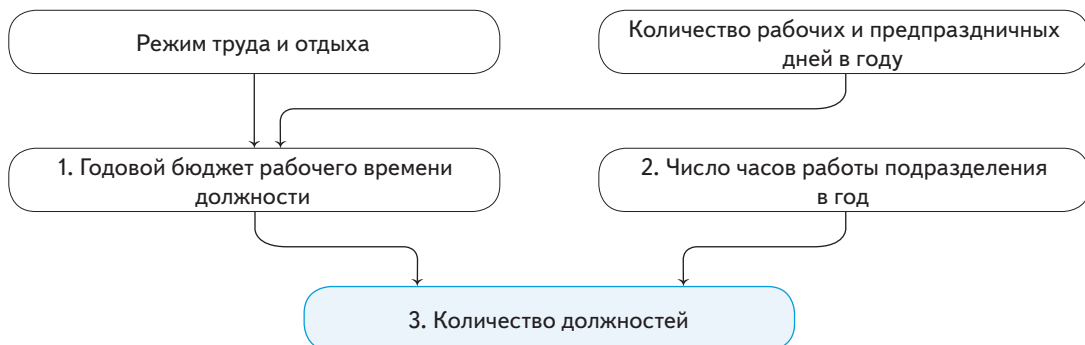 Режим труда и отдыха
Количество рабочих и предпраздничных
дней в году
1. Годовой бюджет рабочего времени
должности
2. Число часов работы подразделения
в год
3. Количество должностей